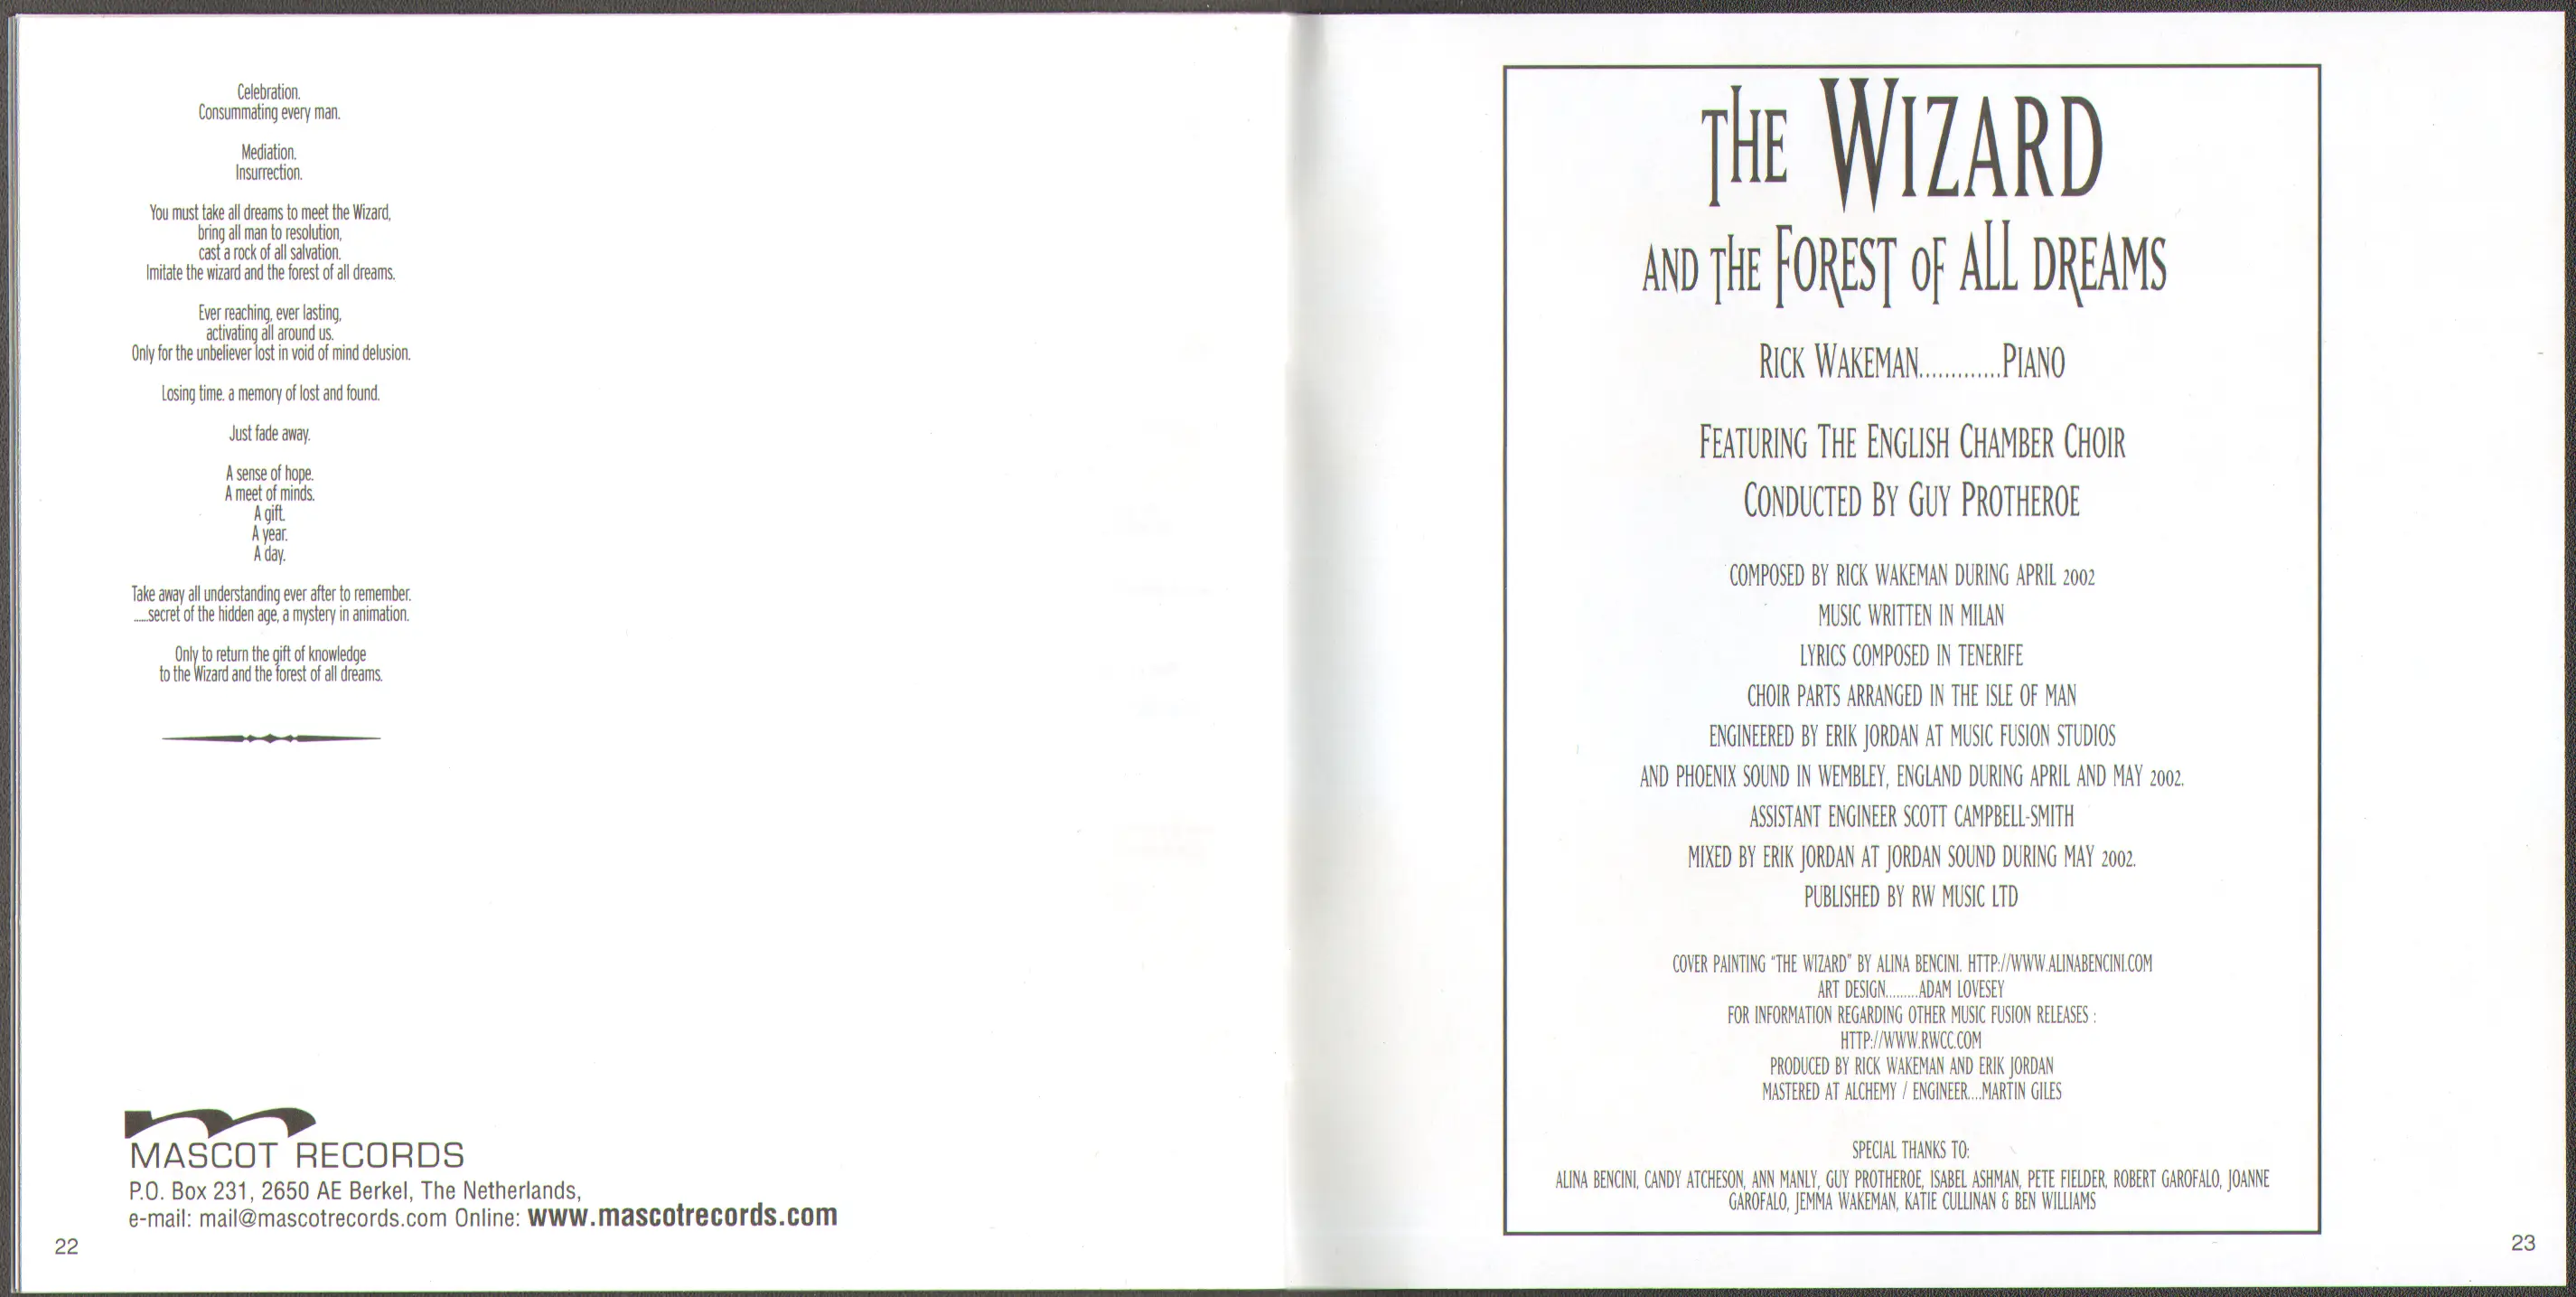 Celebration.
Consummating every man.
Mediation.
Insurrection.
You must take all dreams to meet the Wizard,
bring all man to resolution,
cast a rock of all salvation.
Imitate the wizard and the forest of all dreams.
Ever reaching, ever lasting,
activating all around us.
Only for the unbeliever lost in void of mind delusion.
Losing time. a memory of lost and found.
Just fade away.
A sense of hope.
A meet of minds.
A gift.
A year.
A day.
Take away all understanding ever after to remember.
......secret of the hidden age, a mystery in animation.
Only to return the gift of knowledge
to the Wizard and the forest of all dreams.
MASCOT RECORDS
P.O. Box 231, 2650 AE Berkel, The Netherlands,
e-mail: mail@mascotrecords.com Online: www.mascotrecords.com
22
THE WIZARD
AND THE FOREST OF ALL DREAMS
RICK WAKEMAN.............PIANO
FEATURING THE ENGLISH CHAMBER CHOIR
CONDUCTED BY GUY PROTHEROE
COMPOSED BY RICK WAKEMAN DURING APRIL 2002
MUSIC WRITTEN IN MILAN
LYRICS COMPOSED IN TENERIFE
CHOIR PARTS ARRANGED IN THE ISLE OF MAN
ENGINEERED BY ERIK JORDAN AT MUSIC FUSION STUDIOS
AND PHOENIX SOUND IN WEMBLEY, ENGLAND DURING APRIL AND MAY 2002.
ASSISTANT ENGINEER SCOTT CAMPBELL-SMITH
MIXED BY ERIK JORDAN AT JORDAN SOUND DURING MAY 2002.
PUBLISHED BY RW MUSIC LTD
COVER PAINTING "THE WIZARD" BY ALINA BENCINI. HTTP://WWW.ALINABENCINI.COM
ART DESIGN........ADAM LOVESEY
FOR INFORMATION REGARDING OTHER MUSIC FUSION RELEASES :
HTTP://WWW.RWCC.COM
PRODUCED BY RICK WAKEMAN AND ERIK JORDAN
MASTERED AT ALCHEMY / ENGINEER...MARTIN GILES
SPECIAL THANKS TO:
ALINA BENCINI, CANDY ATCHESON, ANN MANLY, GUY PROTHEROE, ISABEL ASHMAN, PETE FIELDER, ROBERT GAROFALO, JOANNE
GAROFALO, JEMMA WAKEMAN, KATIE CULLINAN & BEN WILLIAMS
23